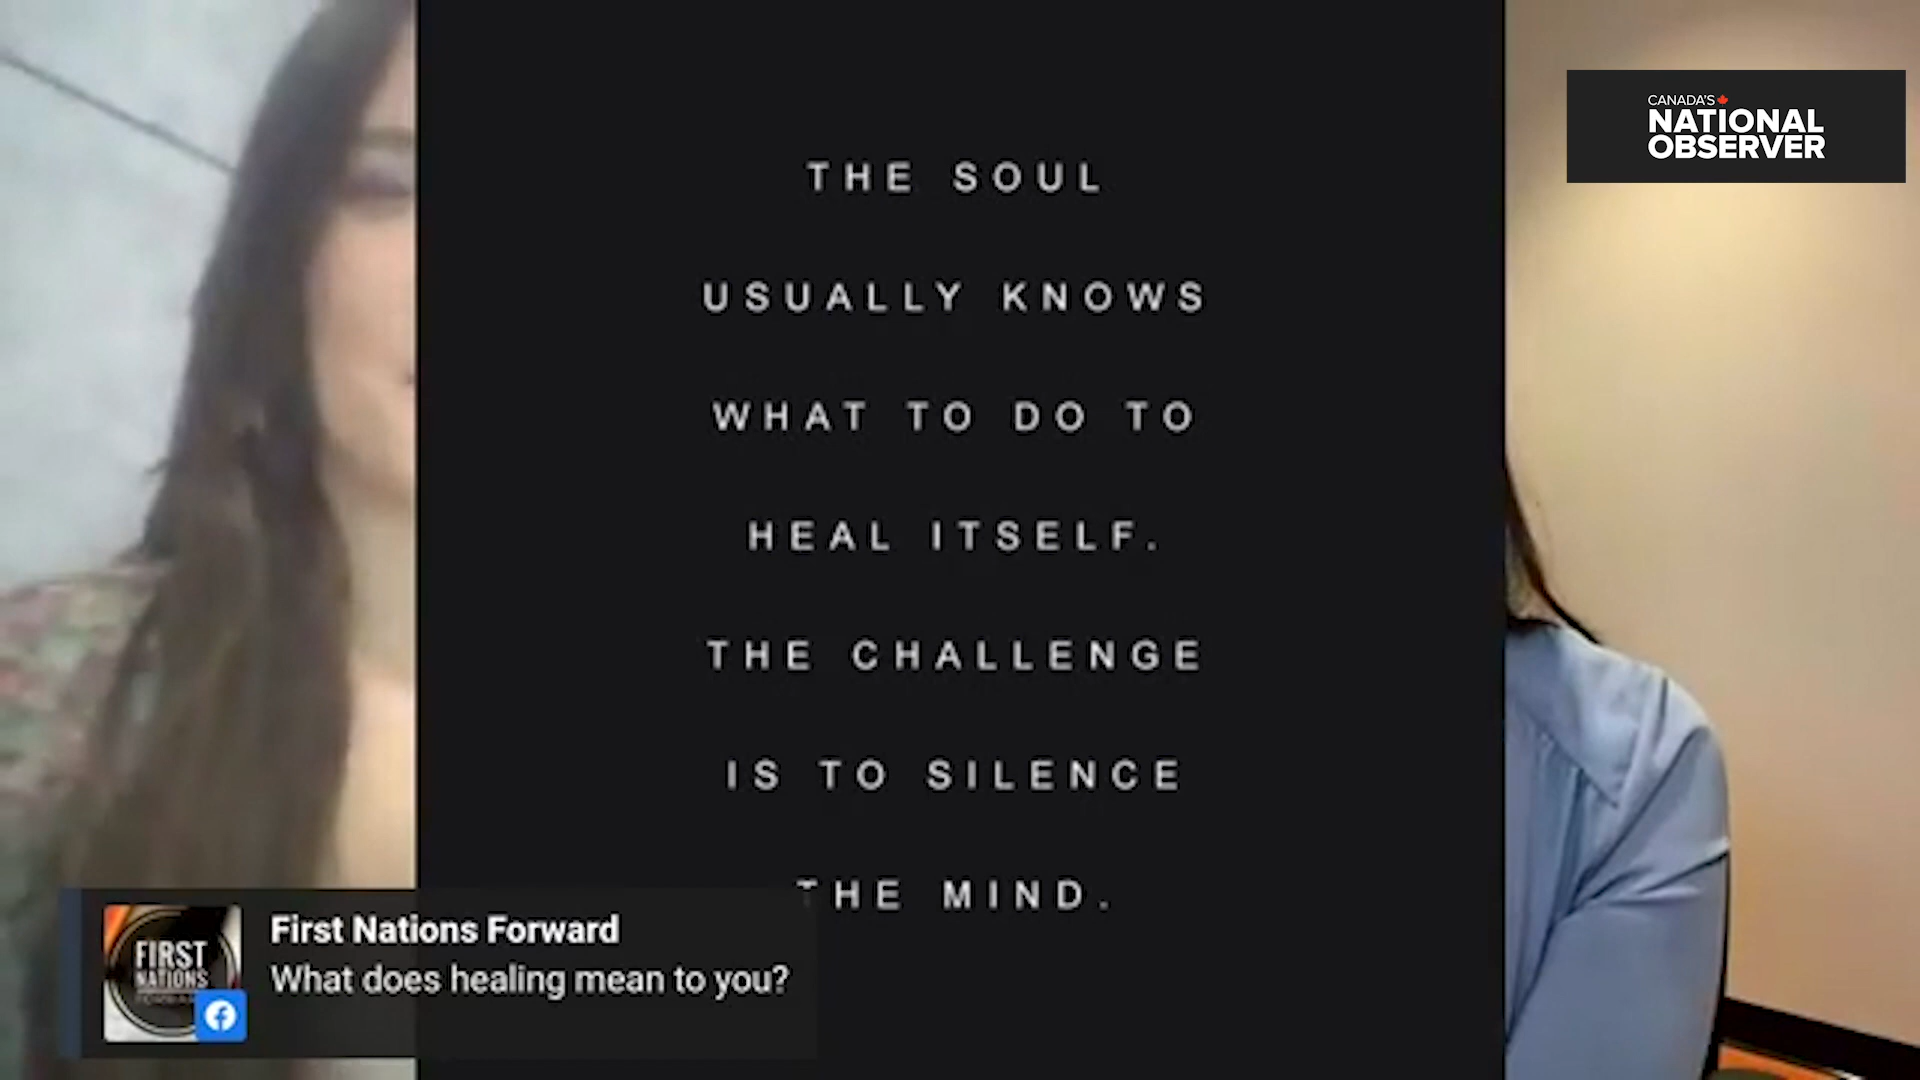 CANADA'S
NATIONAL
OBSERVER
THE SOUL
USUALLY KNOWS
WHAT TO DO TO
HEAL ITSELF.
THE CHALLENGE
IS TO SILENCE
THE MIND.
First Nations Forward
What does healing mean to you?
FIRST
NATIONS